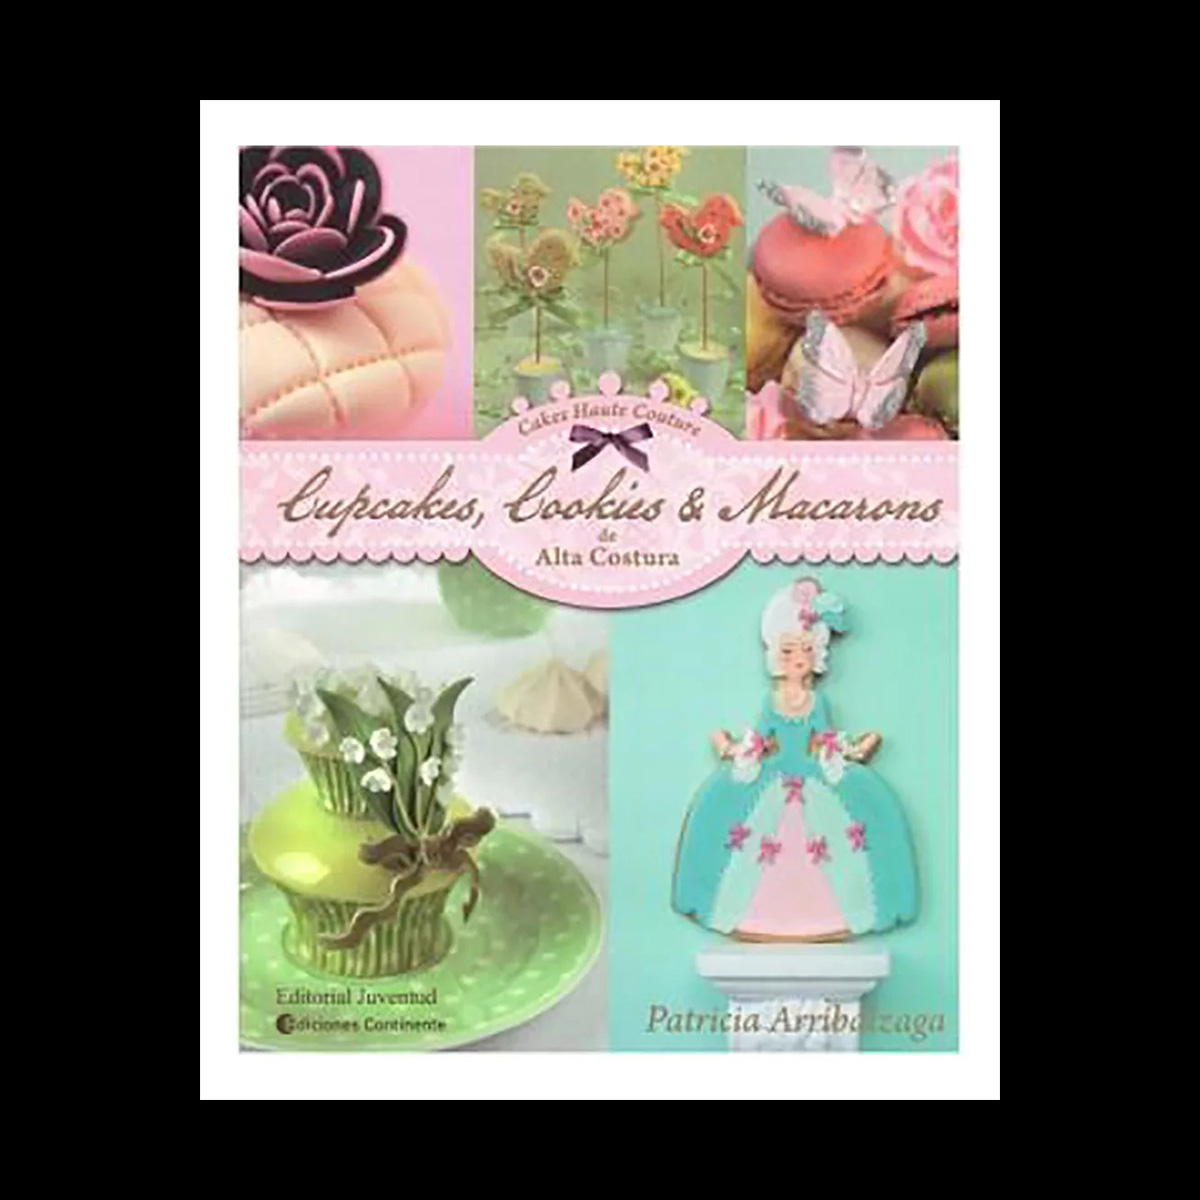 Cakes Haute Couture
Cupcakes, Cookies & Macarons
de
Alta Costura
Editorial Juventud
Ediciones Continente
Patricia Arribalzaga